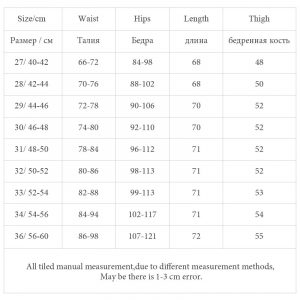 Size/cm Waist Hips Length Thigh
Размер / см Талия Бедра длина бедренная кость
27/ 40-42 66-72 84-98 68 48
28/ 42-44 70-76 88-102 68 50
29/ 44-46 72-78 90-106 70 52
30/ 46-48 74-80 92-110 70 52
31/ 48-50 78-84 96-112 71 52
32/ 50-52 80-86 98-113 71 52
33/ 52-54 82-88 99-113 71 53
34/ 54-56 84-94 102-117 71 54
36/ 56-60 86-98 107-121 72 55
All tiled manual measurement,due to different measurement methods,
May be there is 1-3 cm error.